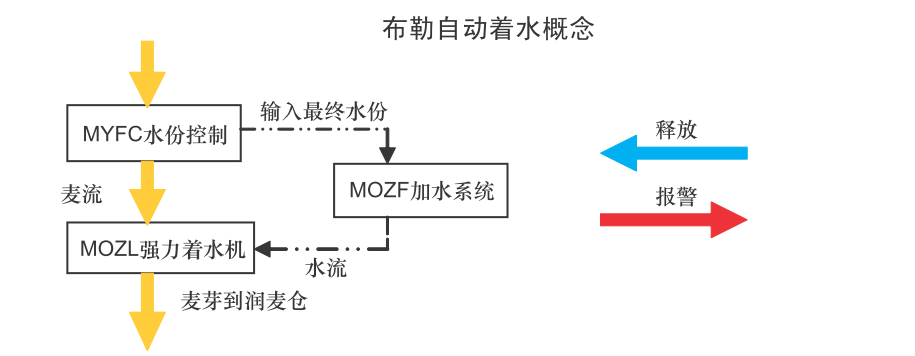 布勒自动着水概念
输入最终水份
MYFC水份控制
释放
MOZF加水系统
麦流
报警
MOZL强力着水机
水流
麦芽到润麦仓